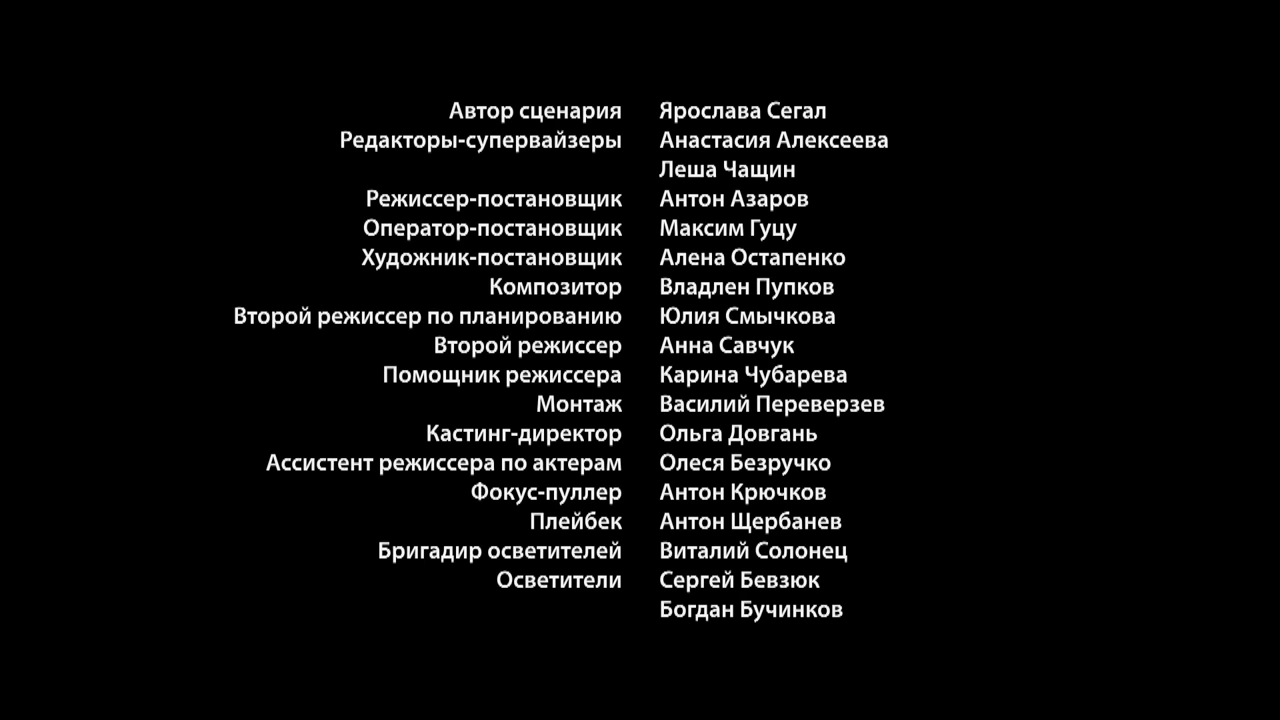 Автор сценария Ярослава Сегал
Редакторы-супервайзеры Анастасия Алексеева
Леша Чащин
Режиссер-постановщик Антон Азаров
Оператор-постановщик Максим Гуцу
Художник-постановщик Алена Остапенко
Композитор Владлен Пупков
Второй режиссер по планированию Юлия Смычкова
Второй режиссер Анна Савчук
Помощник режиссера Карина Чубарева
Монтаж Василий Переверзев
Кастинг-директор Ольга Довгань
Ассистент режиссера по актерам Олеся Безручко
Фокус-пуллер Антон Крючков
Плейбек Антон Щербанев
Бригадир осветителей Виталий Солонец
Осветители Сергей Бевзюк
Богдан Бучинков